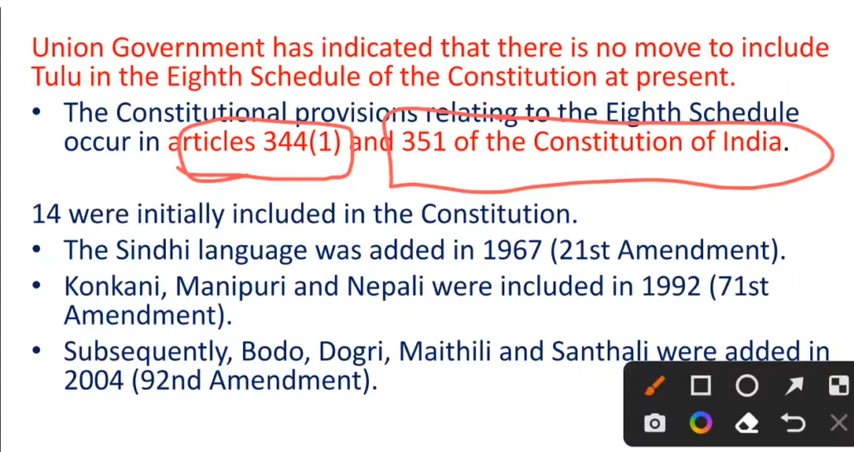 Union Government has indicated that there is no move to include
Tulu in the Eighth Schedule of the Constitution at present.
• The Constitutional provisions relating to the Eighth Schedule
occur in articles 344(1) and 351 of the Constitution of India.
14 were initially included in the Constitution.
• The Sindhi language was added in 1967 (21st Amendment).
• Konkani, Manipuri and Nepali were included in 1992 (71st
Amendment).
• Subsequently, Bodo, Dogri, Maithili and Santhali were added in
2004 (92nd Amendment).